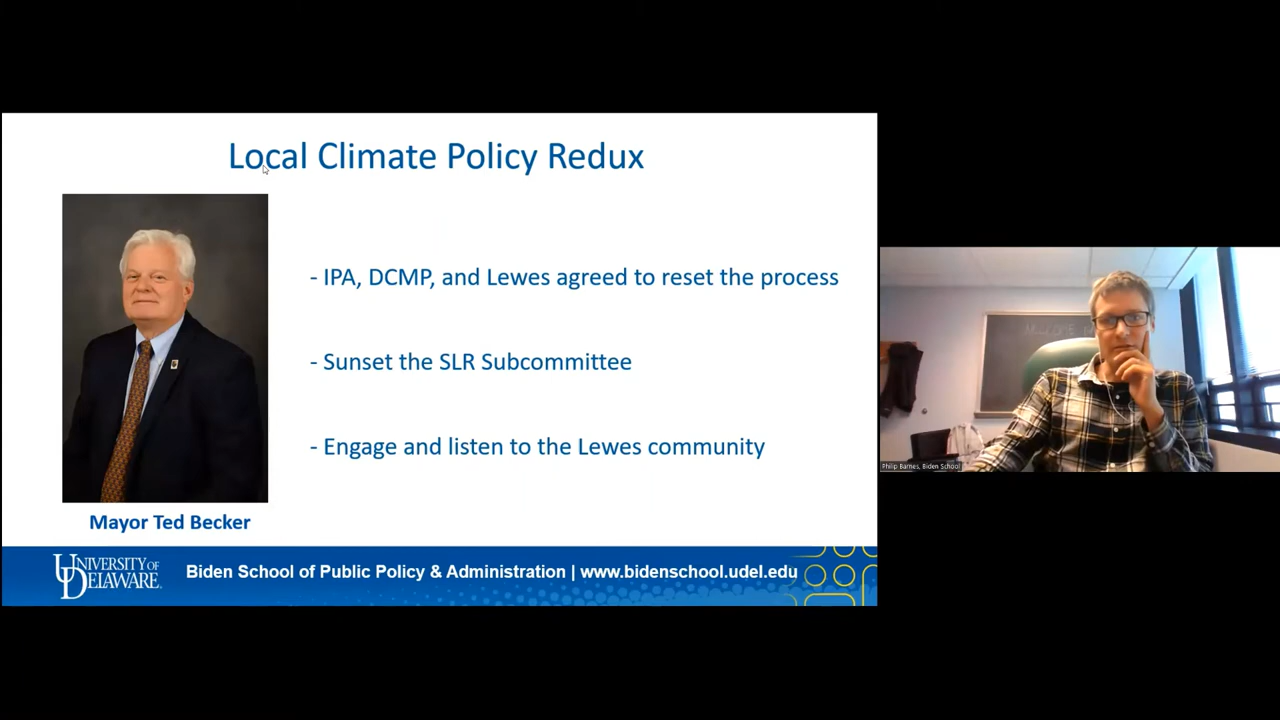 Local Climate Policy Redux
- IPA, DCMP, and Lewes agreed to reset the process
- Sunset the SLR Subcommittee
- Engage and listen to the Lewes community
Mayor Ted Becker
UNIVERSITY OF
DELAWARE
Biden School of Public Policy & Administration | www.bidenschool.udel.edu
Philip Barnes, Biden School